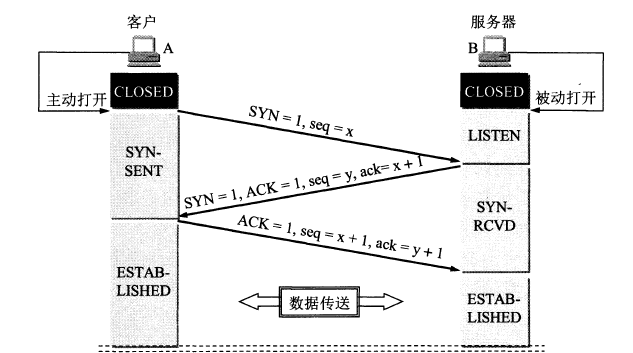 客户
服务器
A
B
CLOSED
CLOSED
主动打开
被动打开
SYN = 1, seq = x
LISTEN
SYN-
SENT
SYN = 1, ACK = 1, seq = y, ack= x + 1
SYN-
RCVD
ACK = 1, seq = x + 1, ack = y + 1
ESTAB-
LISHED
数据传送
ESTAB-
LISHED